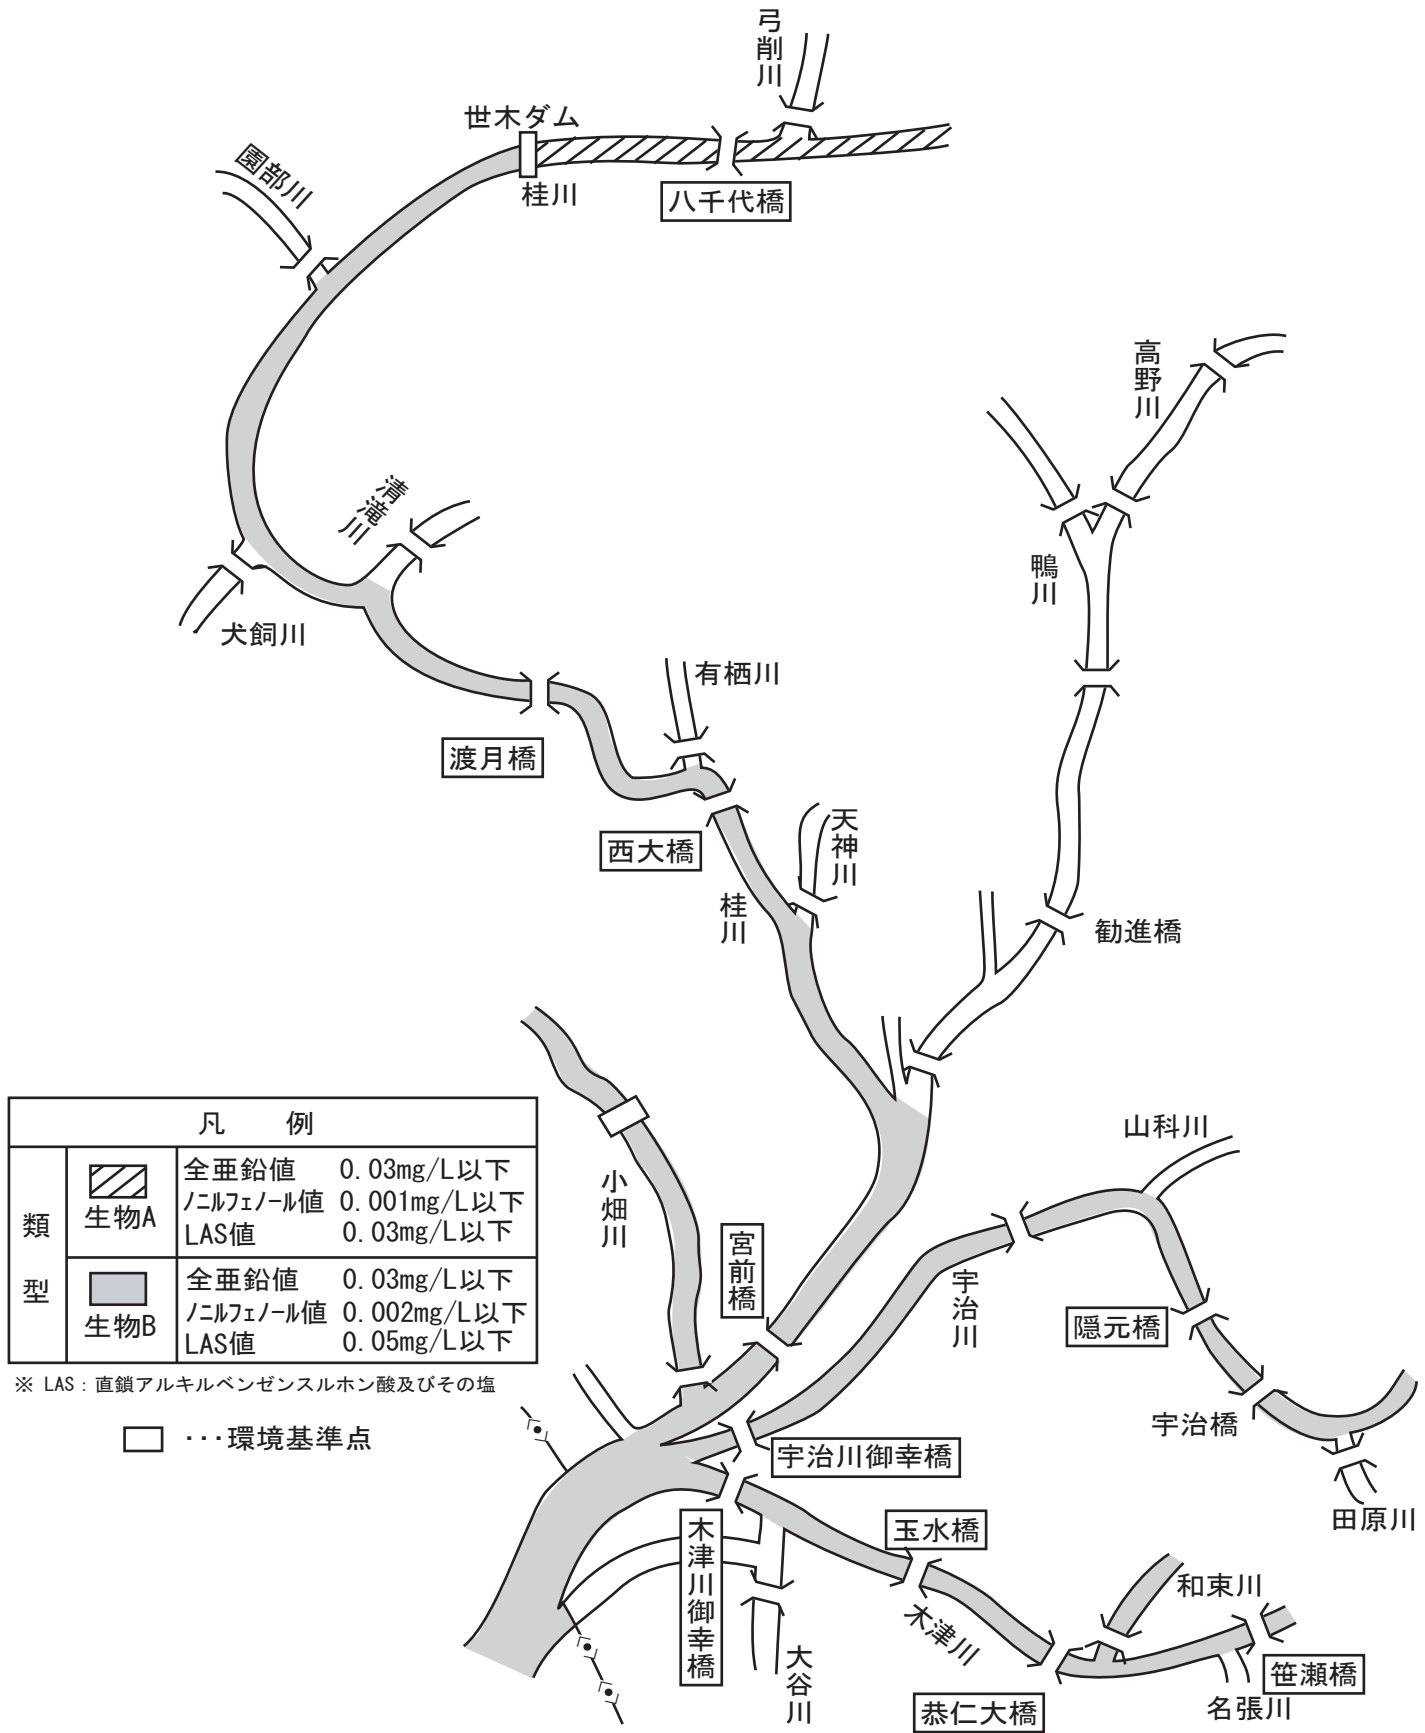 弓削川
世木ダム
園部川
桂川
八千代橋
高野川
清滝川
鴨川
犬飼川
有栖川
渡月橋
天神川
西大橋
桂川
勧進橋
凡 例
類型
生物A
全亜鉛値 0.03mg/L以下
ノニルフェノール値 0.001mg/L以下
LAS値 0.03mg/L以下
生物B
全亜鉛値 0.03mg/L以下
ノニルフェノール値 0.002mg/L以下
LAS値 0.05mg/L以下
※ LAS：直鎖アルキルベンゼンスルホン酸及びその塩
･･･環境基準点
山科川
小畑川
宮前橋
宇治川
隠元橋
宇治橋
宇治川御幸橋
田原川
木津川御幸橋
玉水橋
和束川
木津川
大谷川
笹瀬橋
名張川
恭仁大橋